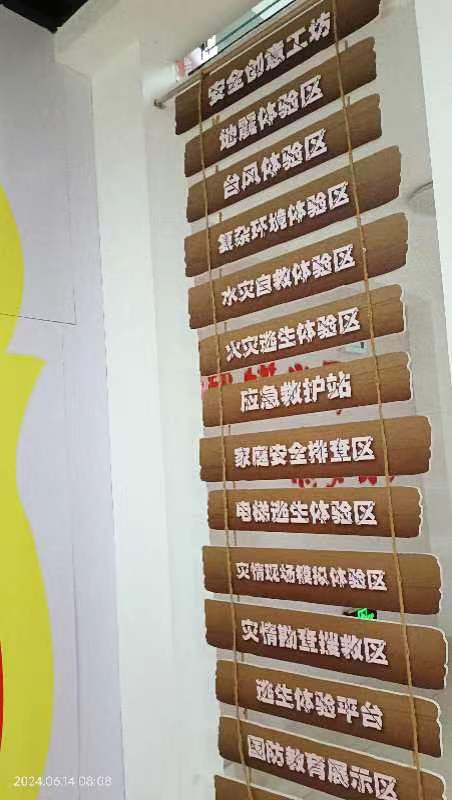 安全创意工坊
地震体验区
台风体验区
复杂环境体验区
水灾自救体验区
火灾逃生体验区
应急救护站
家庭安全排查区
电梯逃生体验区
灾情现场模拟体验区
灾情勘查搜救区
逃生体验平台
国防教育展示区
2024.06.14 08:08